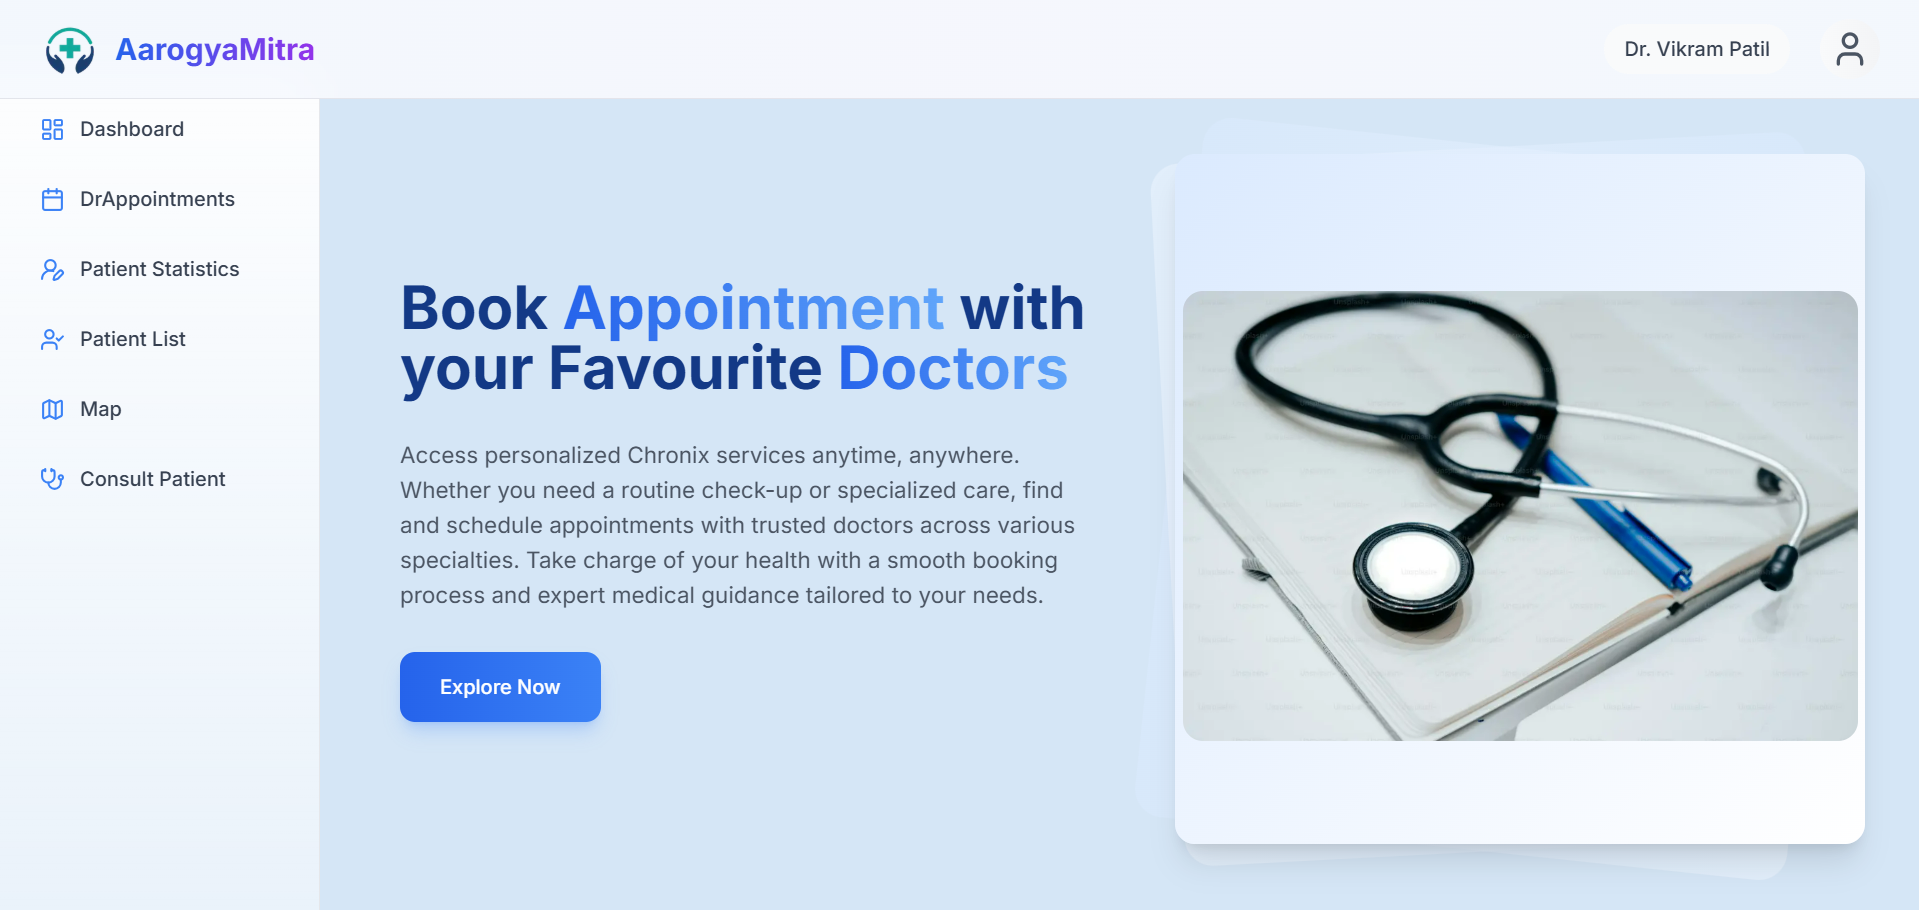 AarogyaMitra
Dr. Vikram Patil
Dashboard
DrAppointments
Patient Statistics
Patient List
Map
Consult Patient
Book Appointment with
your Favourite Doctors
Access personalized Chronix services anytime, anywhere.
Whether you need a routine check-up or specialized care, find
and schedule appointments with trusted doctors across various
specialties. Take charge of your health with a smooth booking
process and expert medical guidance tailored to your needs.
Explore Now